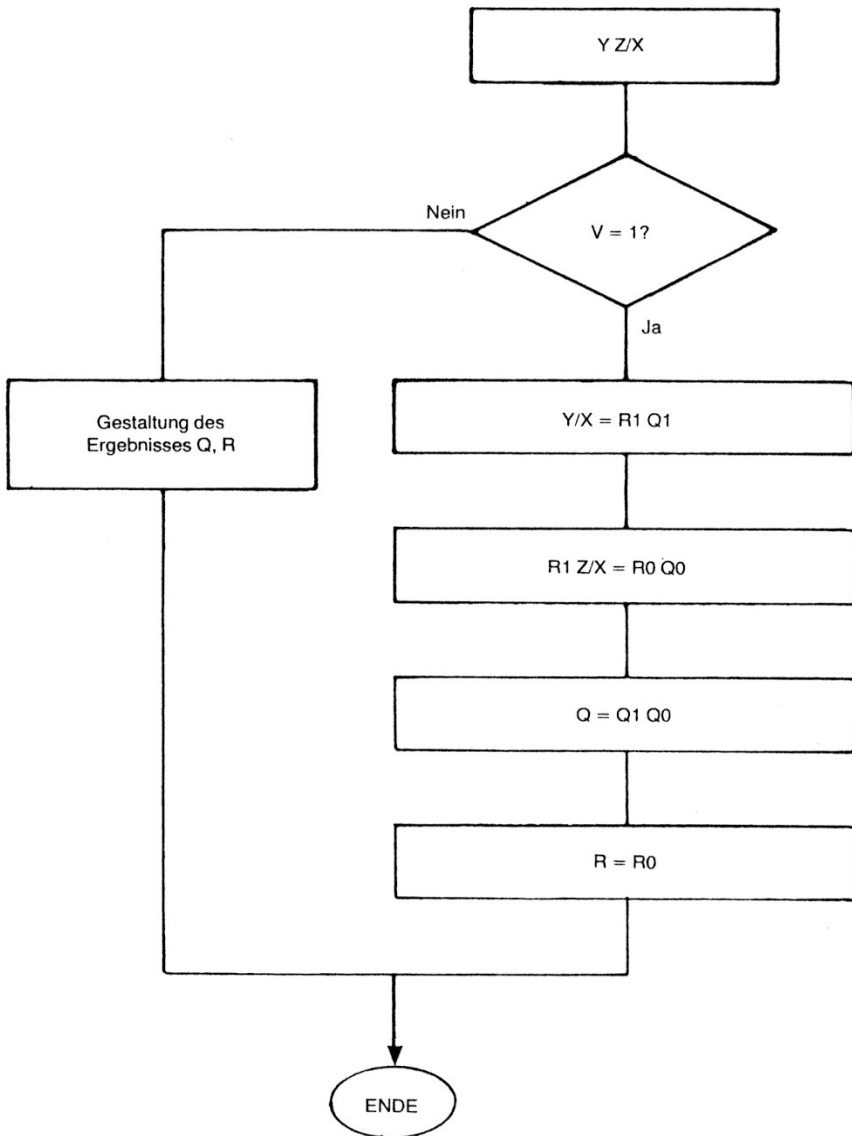 Y Z/X
V = 1?
Nein
Ja
Gestaltung des
Ergebnisses Q, R
Y/X = R1 Q1
R1 Z/X = R0 Q0
Q = Q1 Q0
R = R0
ENDE